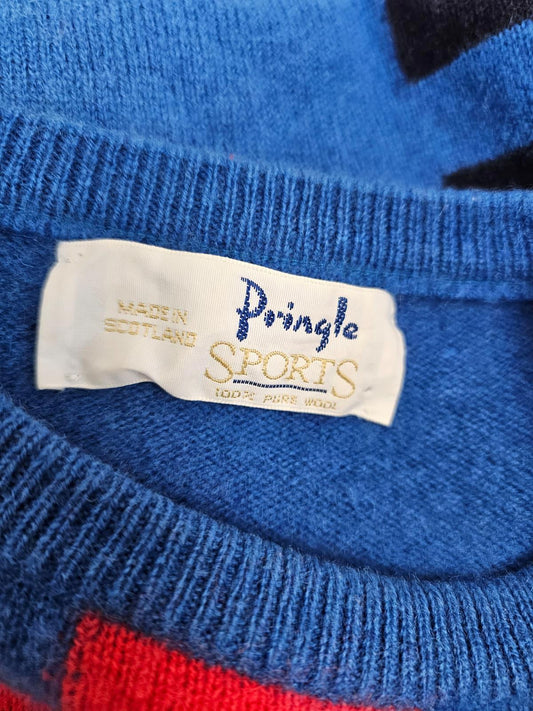 MADE IN
SCOTLAND
Pringle
SPORTS
100% PURE WOOL